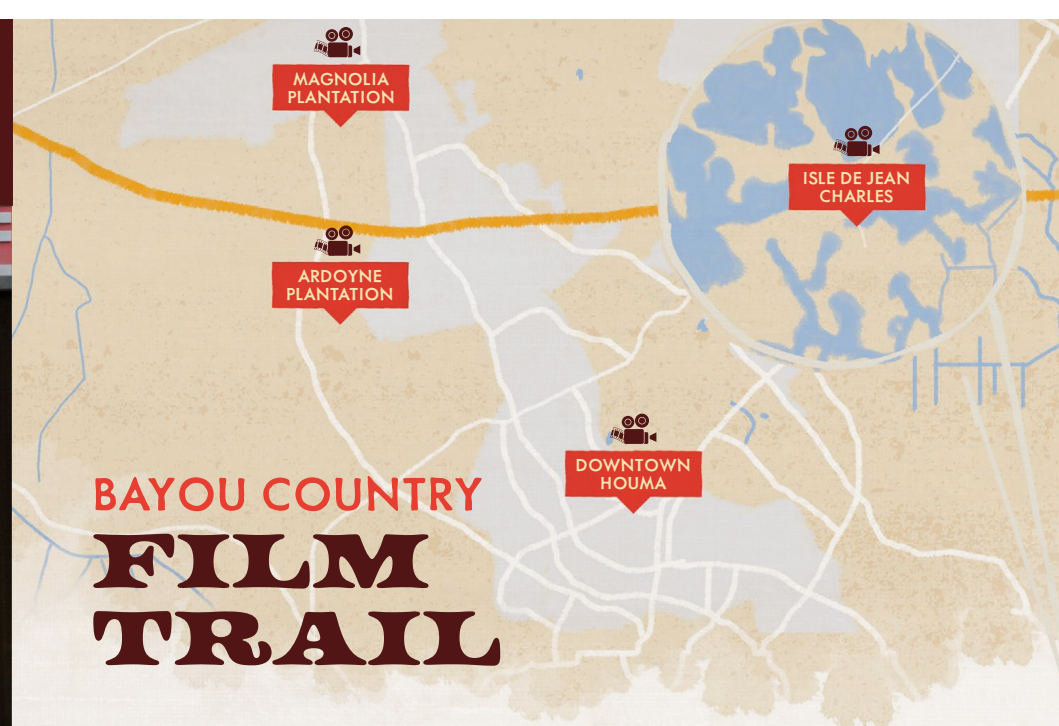 MAGNOLIA
PLANTATION
ISLE DE JEAN
CHARLES
ARDOYNE
PLANTATION
DOWNTOWN
HOUMA
BAYOU COUNTRY
FILM
TRAIL